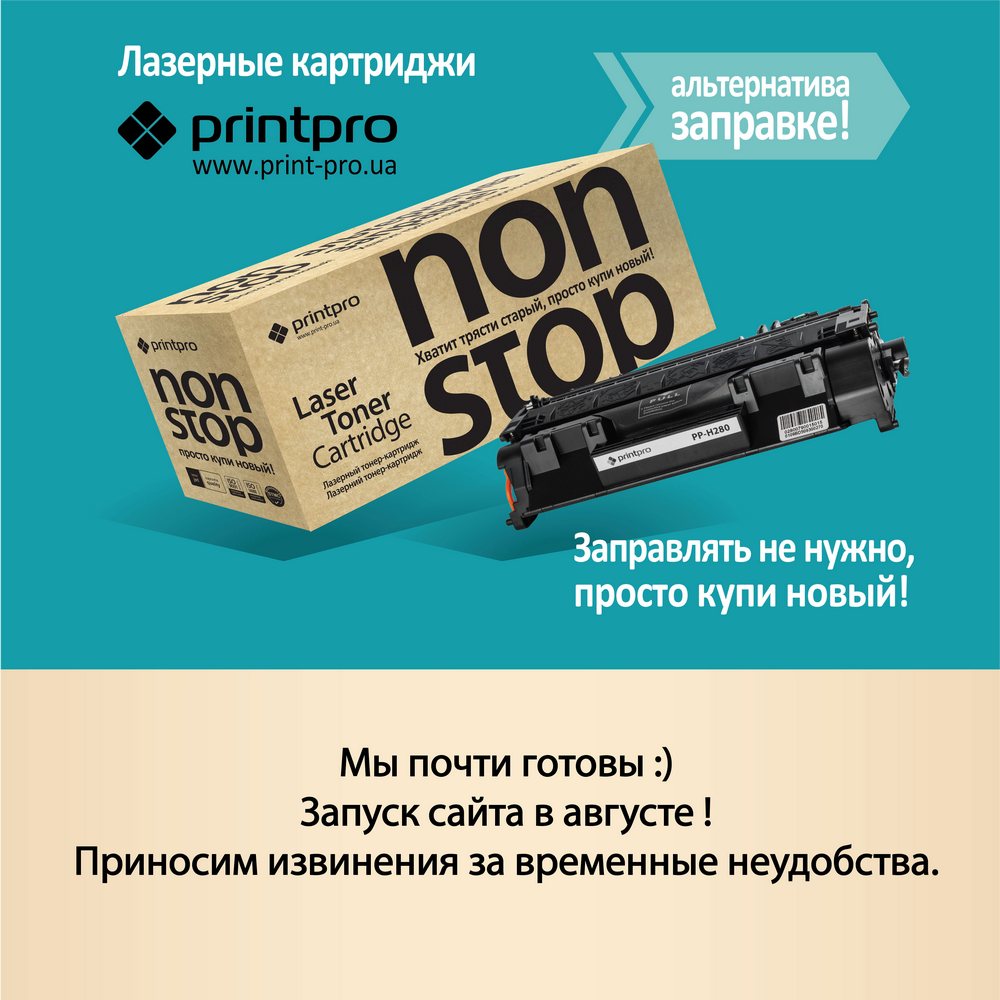 Лазерные картриджи
printpro
www.print-pro.ua
альтернатива
заправке!
non
stop
printpro
www.print-pro.ua
Laser
Toner
Cartridge
Лазерный тонер-картридж
Лазерний тонер-картридж
non
Хватит трясти старый, просто купи новый!
stop
printpro
non
stop
просто купи новый!
PULL
printpro
PP-H280
Заправлять не нужно,
просто купи новый!
Мы почти готовы :)
Запуск сайта в августе !
Приносим извинения за временные неудобства.